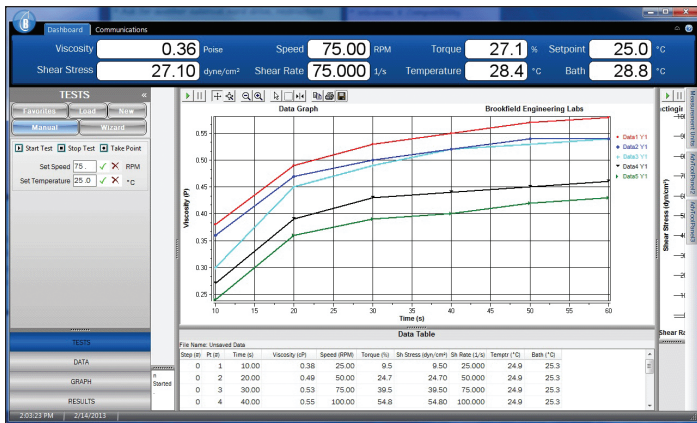 Dashboard Communications
Viscosity 0.36 Poise Speed 75.00 RPM Torque 27.1 % Setpoint 25.0 °C
Shear Stress 27.10 dyne/cm² Shear Rate 75.000 1/s Temperature 28.4 °C Bath 28.8 °C
TESTS «
Favorites Load New
Manual Wizard
Start Test Stop Test Take Point
Set Speed 75. RPM
Set Temperature 25.0 °C
TESTS
DATA
GRAPH
RESULTS
2:03:23 PM 2/14/2013
Started
Data Graph Brookfield Engineering Labs
Viscosity (P)
0.55
0.50
0.45
0.40
0.35
0.30
0.25
10 15 20 25 30 35 40 45 50 55 60
Time (s)
Data1 Y1
Data2 Y1
Data3 Y1
Data4 Y1
Data5 Y1
Shear Stress (dyn/cm²)
Shear Ra
Measurement Units
Data Table
File Name: Unsaved Data
Step (#) Pt (#) Time (s) Viscosity (cP) Speed (RPM) Torque (%) Sh Stress (dyn/cm²) Sh Rate (1/s) Temptr (°C) Bath (°C)
0 1 10.00 0.38 25.00 9.5 9.50 25.000 24.9 25.3
0 2 20.00 0.49 50.00 24.7 24.70 50.000 24.9 25.3
0 3 30.00 0.53 75.00 39.5 39.50 75.000 24.9 25.3
0 4 40.00 0.55 100.00 54.8 54.80 100.000 24.9 25.3